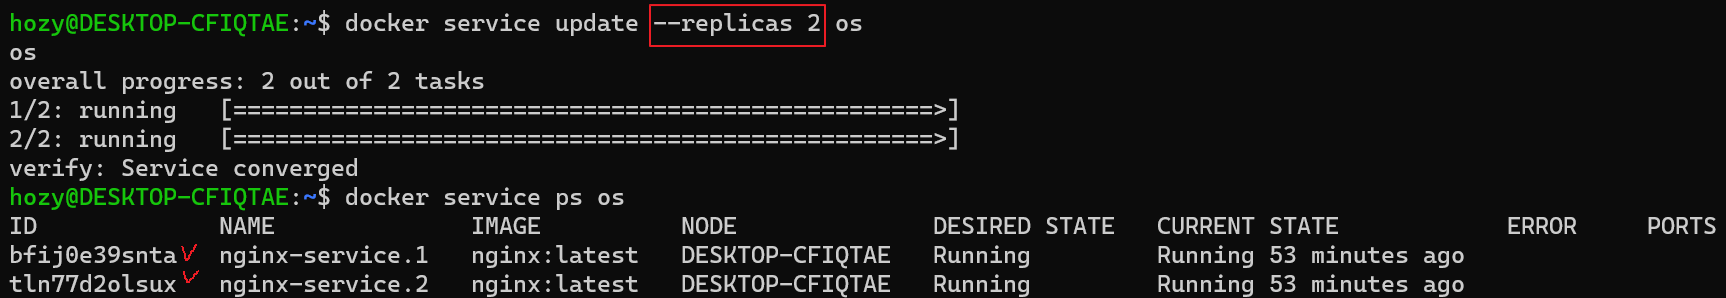 hozy@DESKTOP-CFIQTAE:~$ docker service update --replicas 2 os
os
overall progress: 2 out of 2 tasks
1/2: running   [==================================================>]
2/2: running   [==================================================>]
verify: Service converged
hozy@DESKTOP-CFIQTAE:~$ docker service ps os
ID             NAME              IMAGE          NODE              DESIRED STATE   CURRENT STATE            ERROR     PORTS
bfij0e39snta   nginx-service.1   nginx:latest   DESKTOP-CFIQTAE   Running         Running 53 minutes ago
tln77d2olsux   nginx-service.2   nginx:latest   DESKTOP-CFIQTAE   Running         Running 53 minutes ago